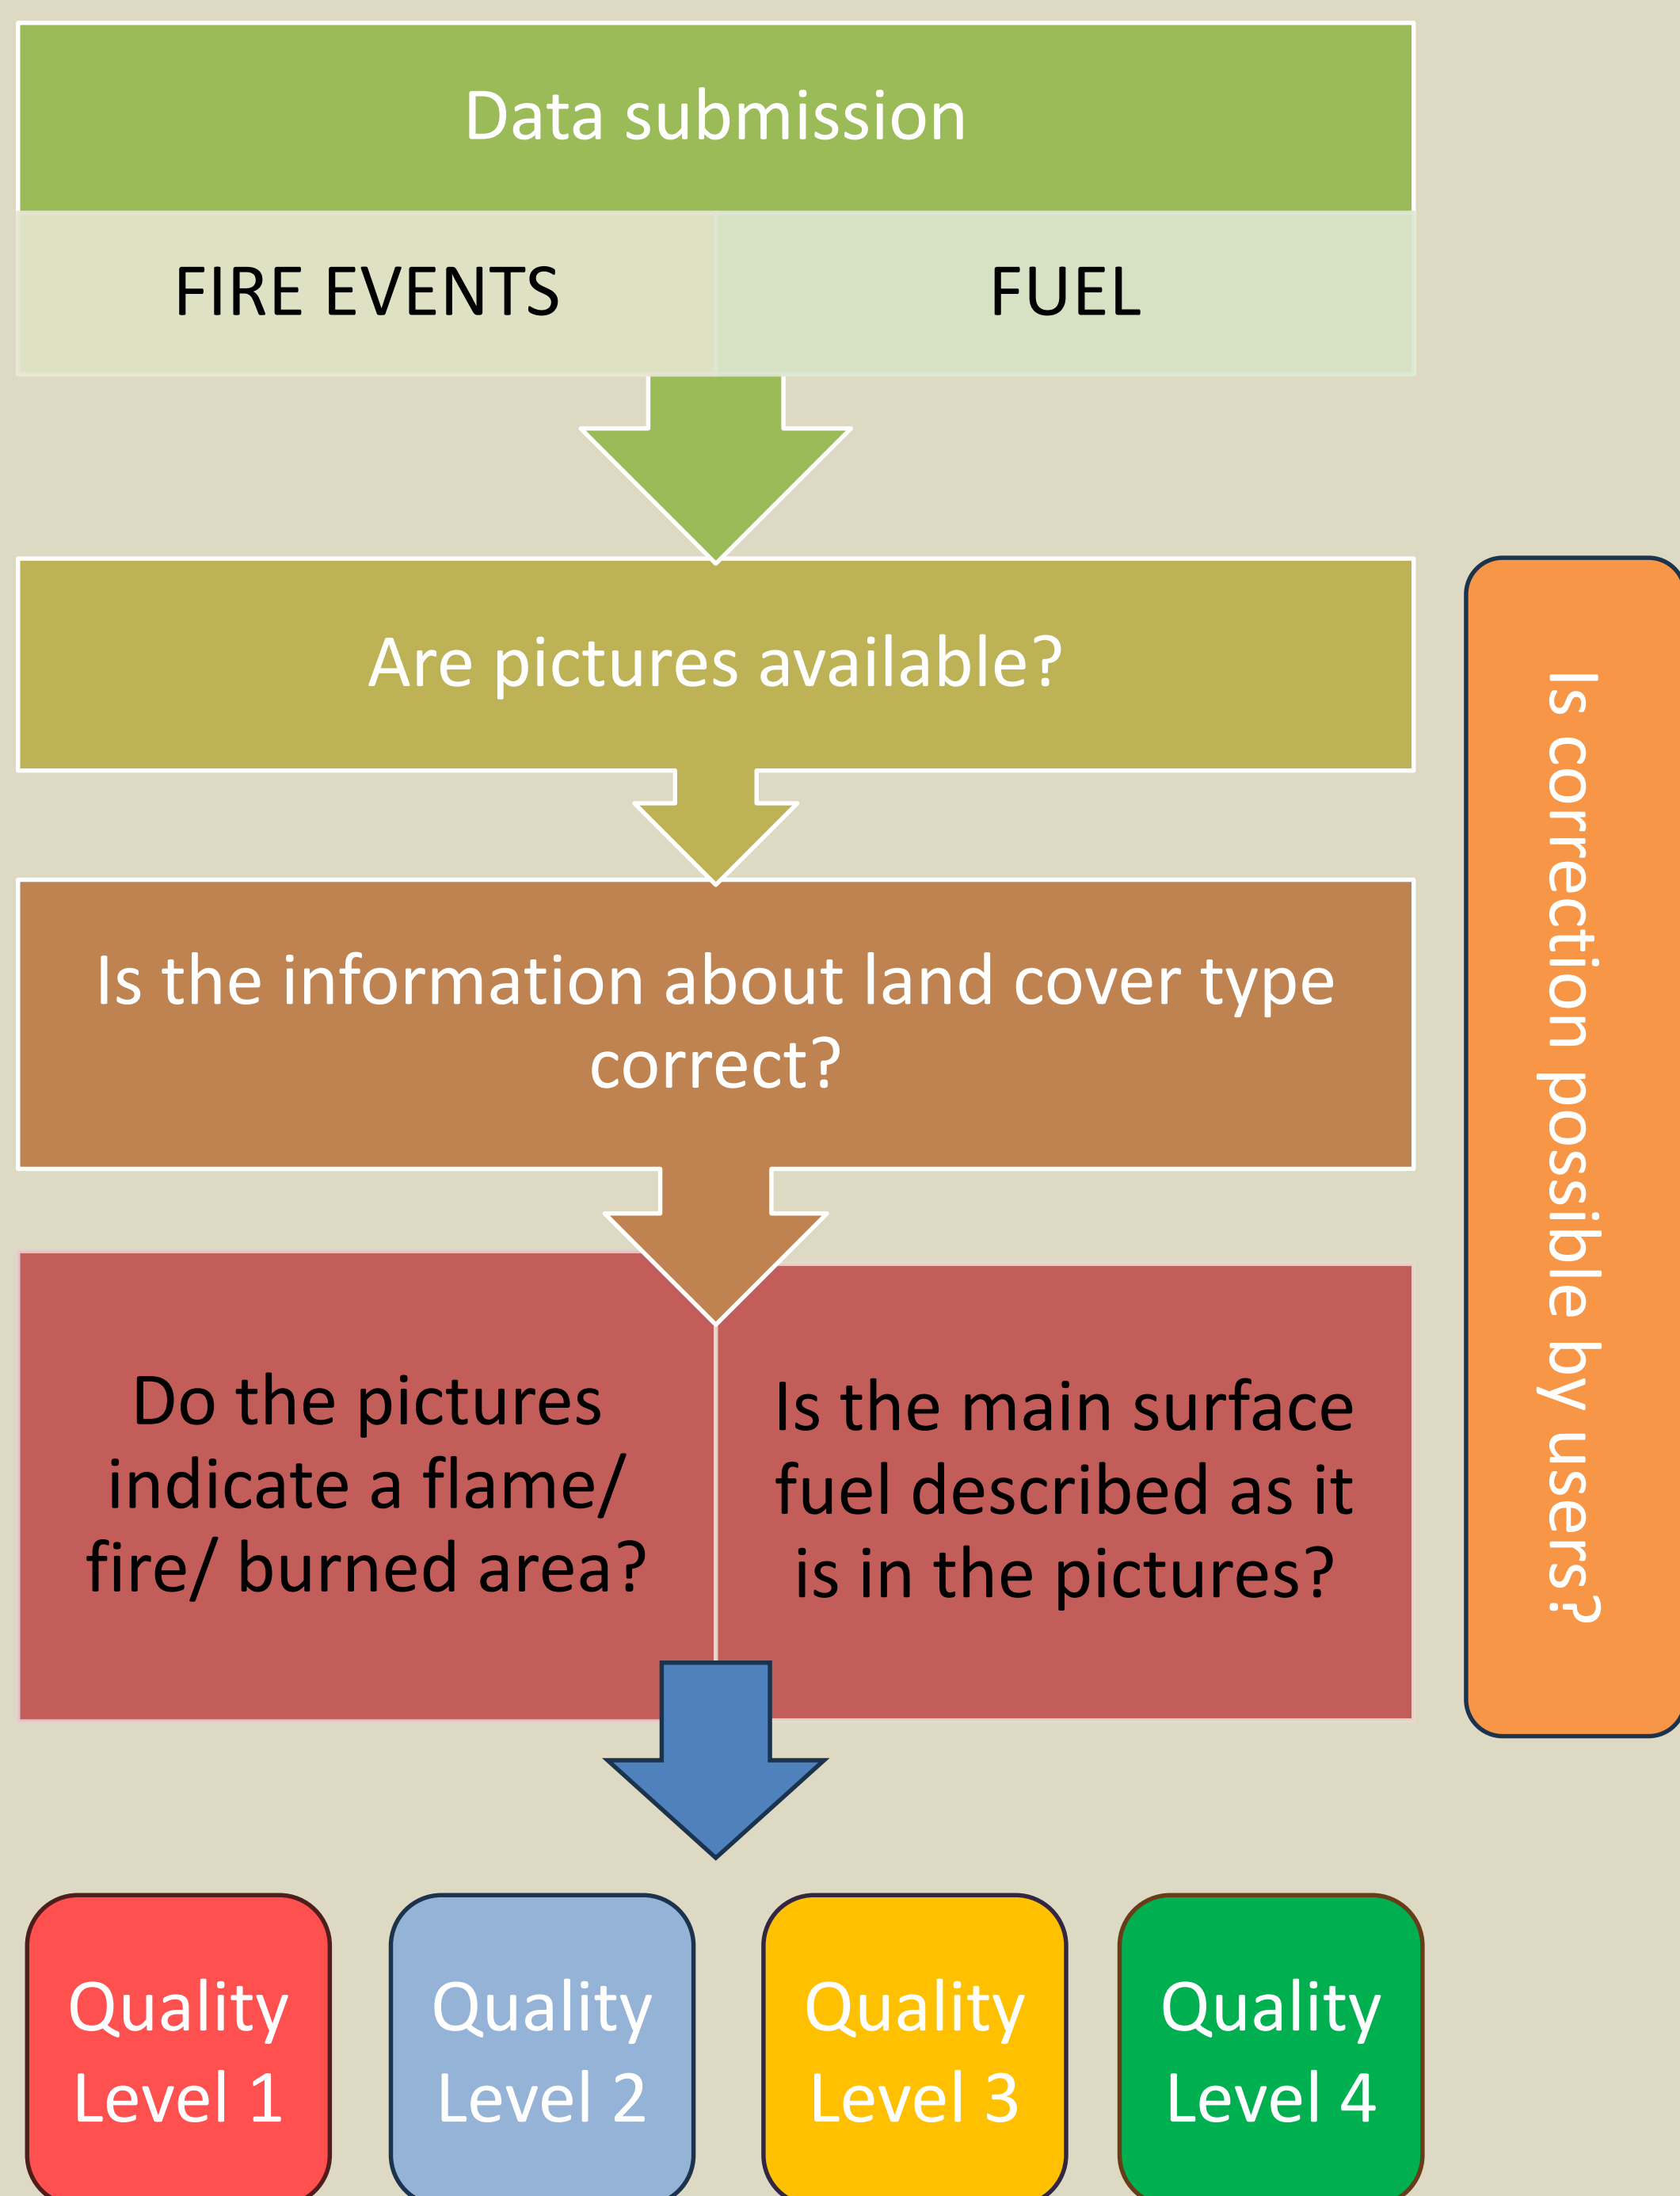 Data submission
FIRE EVENTS
FUEL
Are pictures available?
Is the information about land cover type
correct?
Do the pictures
indicate a flame/
fire/ burned area?
Is the main surface
fuel described as it
is in the pictures?
Is correction possible by users?
Quality
Level 1
Quality
Level 2
Quality
Level 3
Quality
Level 4